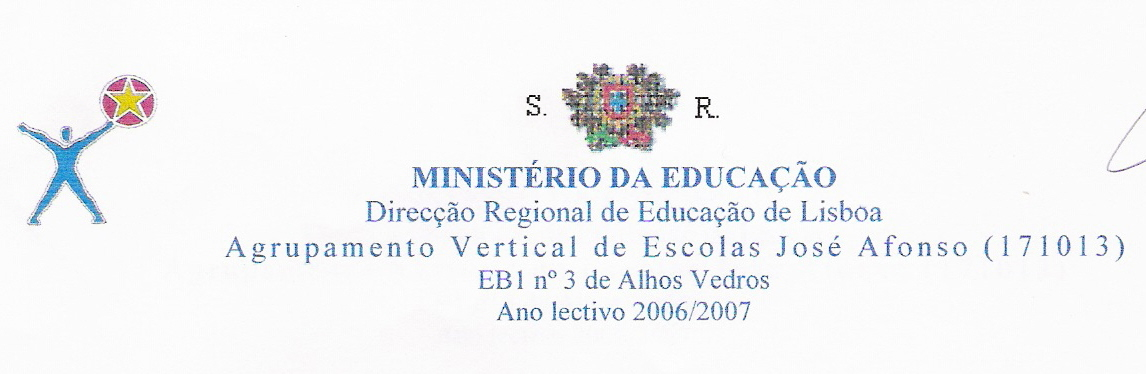 S. R.
MINISTÉRIO DA EDUCAÇÃO
Direcção Regional de Educação de Lisboa
Agrupamento Vertical de Escolas José Afonso (171013)
EB1 nº 3 de Alhos Vedros
Ano lectivo 2006/2007